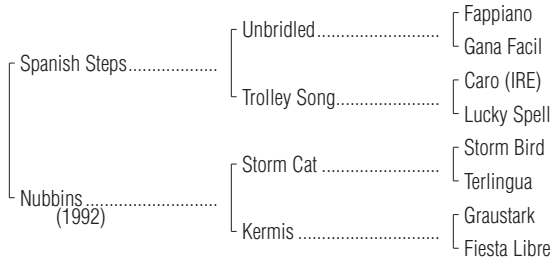 Fappiano
Unbridled..................
Gana Facil
Spanish Steps..................
Caro (IRE)
Trolley Song.....................
Lucky Spell
Storm Bird
Storm Cat ........................
Terlingua
Nubbins ..........................
(1992)
Graustark
Kermis .............................
Fiesta Libre